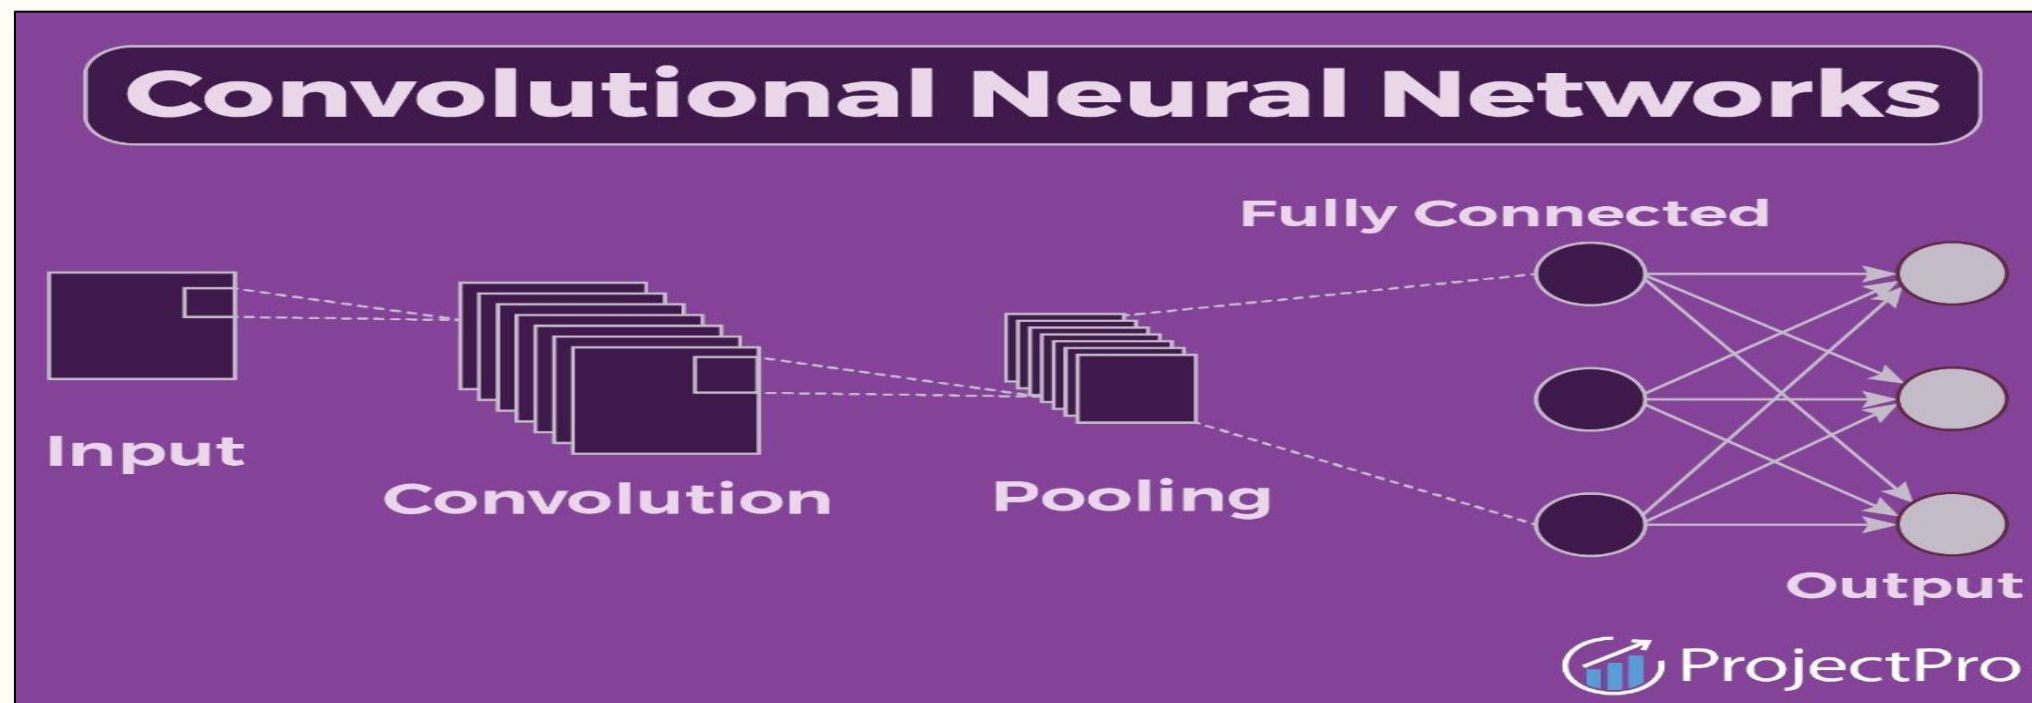 Convolutional Neural Networks
Fully Connected
Input
Convolution
Pooling
Output
ProjectPro